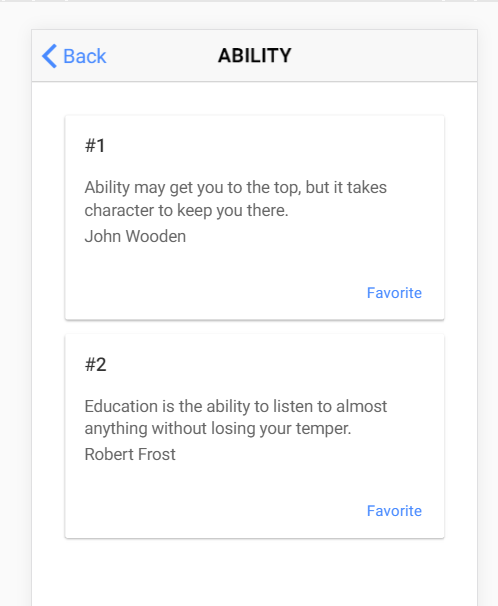 Back
ABILITY
#1
Ability may get you to the top, but it takes
character to keep you there.
John Wooden
Favorite
#2
Education is the ability to listen to almost
anything without losing your temper.
Robert Frost
Favorite